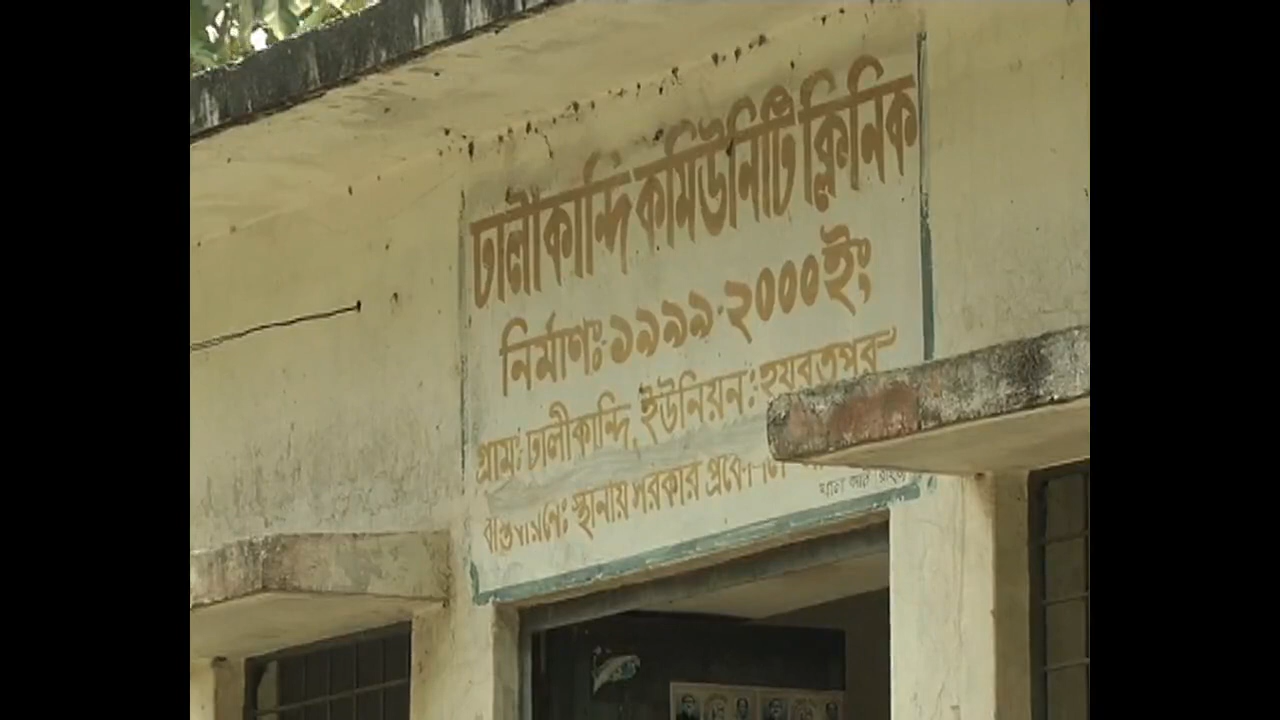 ঢালীকান্দি কমিউনিটি ক্লিনিক
নির্মাণঃ ১৯৯৯-২০০০ইং
গ্রামঃ ঢালীকান্দি, ইউনিয়ন: হযরতপুর
বাস্তবায়নেঃ স্থানীয় সরকার